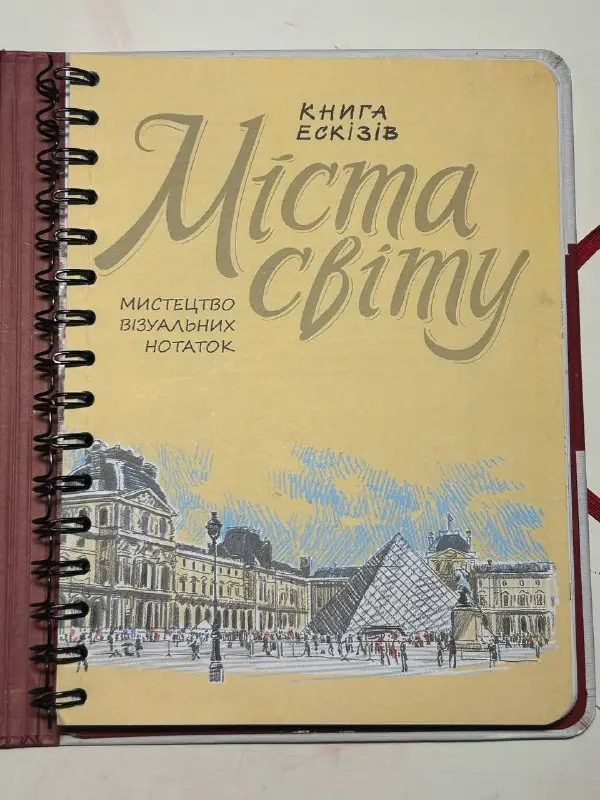 КНИГА
ЕСКІЗІВ
Міста
світу
МИСТЕЦТВО
ВІЗУАЛЬНИХ
НОТАТОК